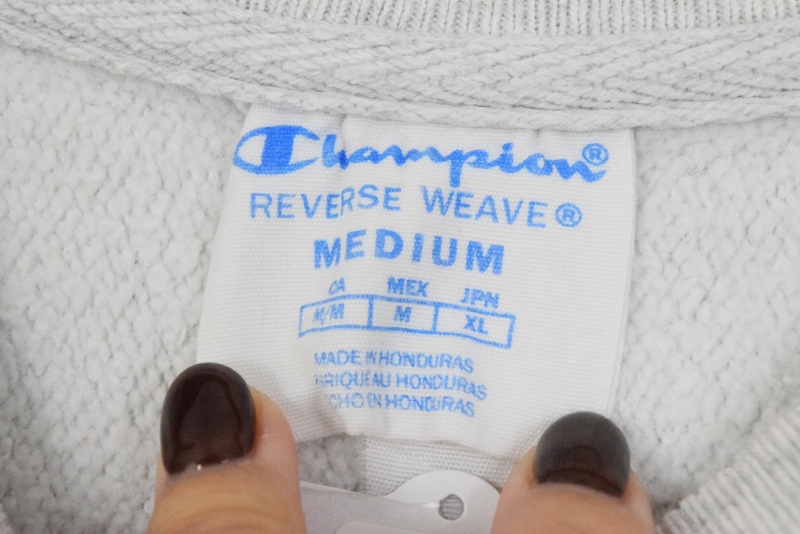 Champion®
REVERSE WEAVE®
MEDIUM
CA MEX JPN
M/M M XL
MADE IN HONDURAS
AU HONDURAS
EN HONDURAS